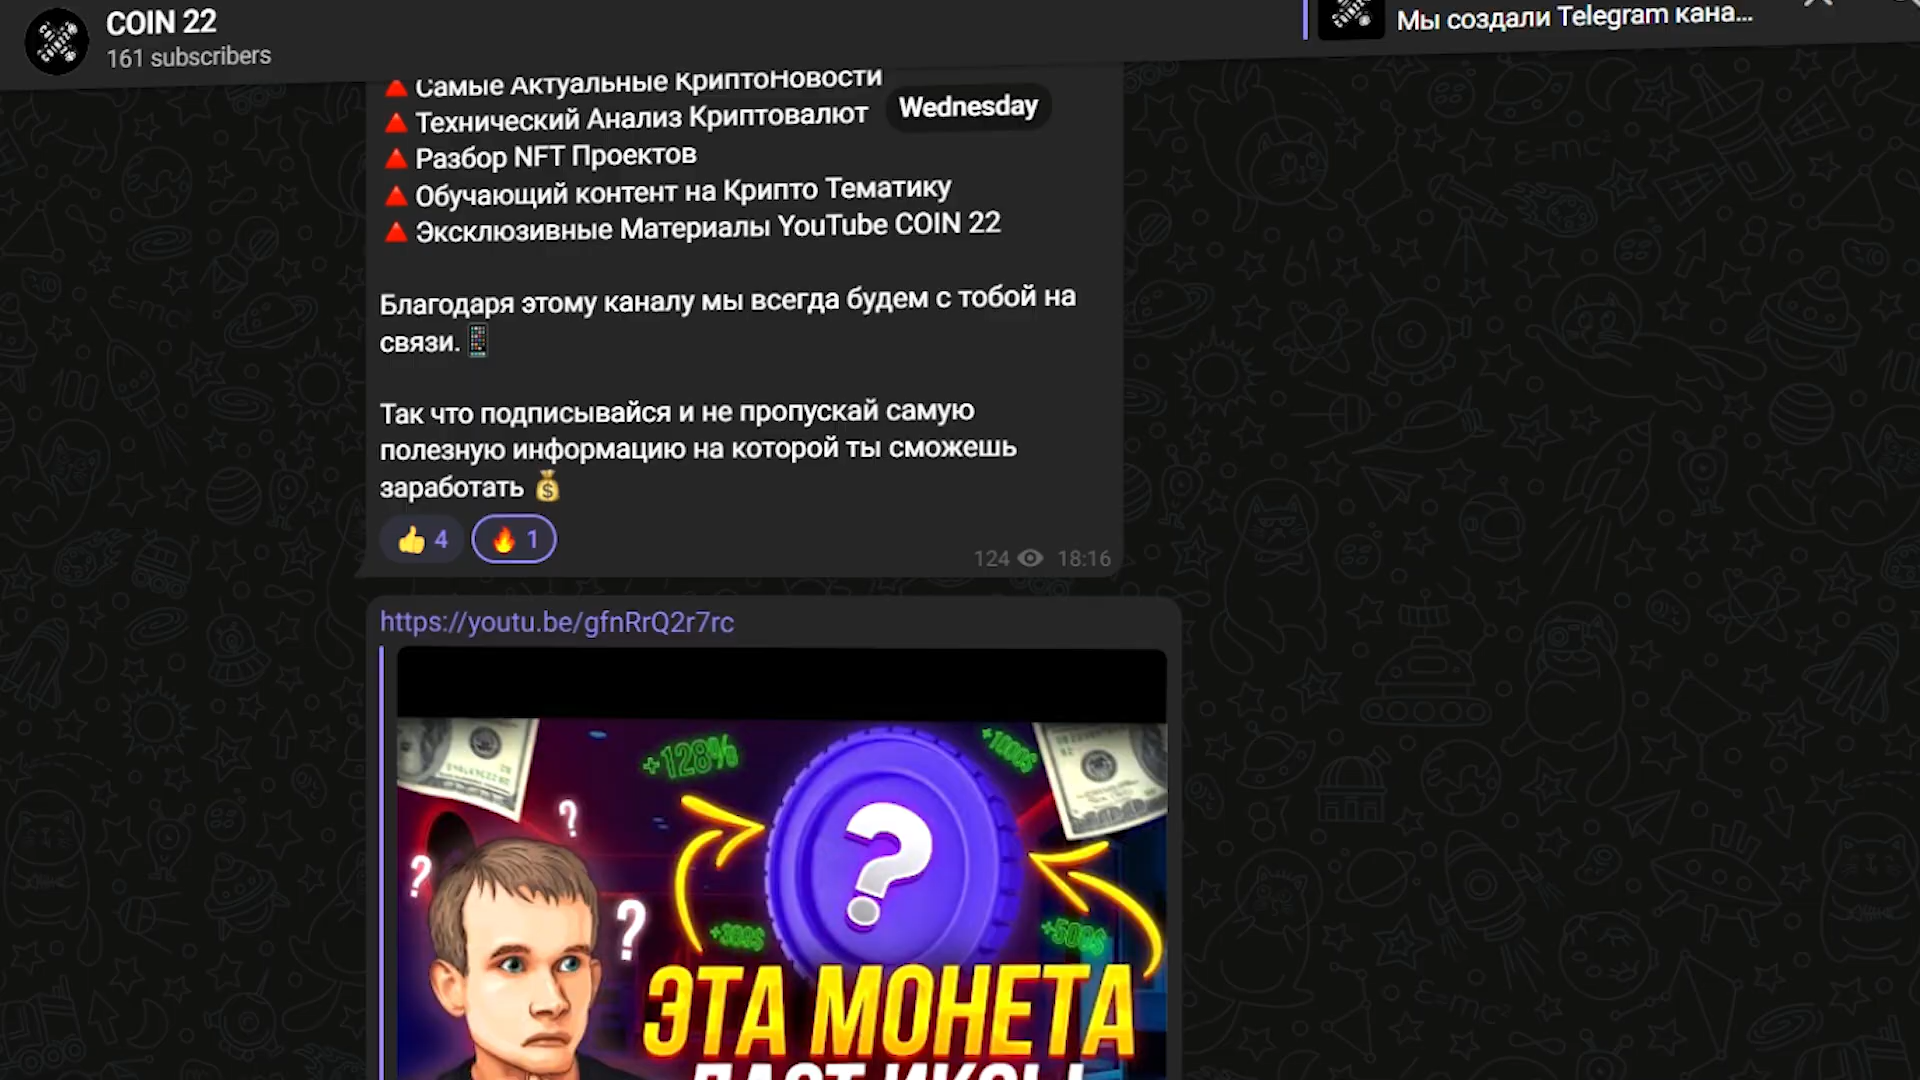 COIN 22
161 subscribers
Мы создали Telegram кана...
Wednesday
🔺Самые Актуальные КриптоНовости
🔺Технический Анализ Криптовалют
🔺Разбор NFT Проектов
🔺Обучающий контент на Крипто Тематику
🔺Эксклюзивные Материалы YouTube COIN 22
Благодаря этому каналу мы всегда будем с тобой на
связи.📱
Так что подписывайся и не пропускай самую
полезную информацию на которой ты сможешь
заработать 💰
👍 4 🔥 1
124 18:16
https://youtu.be/gfnRrQ2r7rc
+128%
+1000$
? ? ? ?
+500$
ЭТА МОНЕТА
ДАСТ ИКСЫ